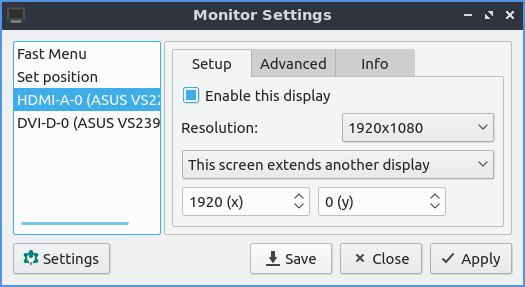 Monitor Settings
Fast Menu
Set position
HDMI-A-0 (ASUS VS22
DVI-D-0 (ASUS VS239
Setup
Advanced
Info
Enable this display
Resolution:
1920x1080
This screen extends another display
1920 (x)
0 (y)
Settings
Save
Close
Apply